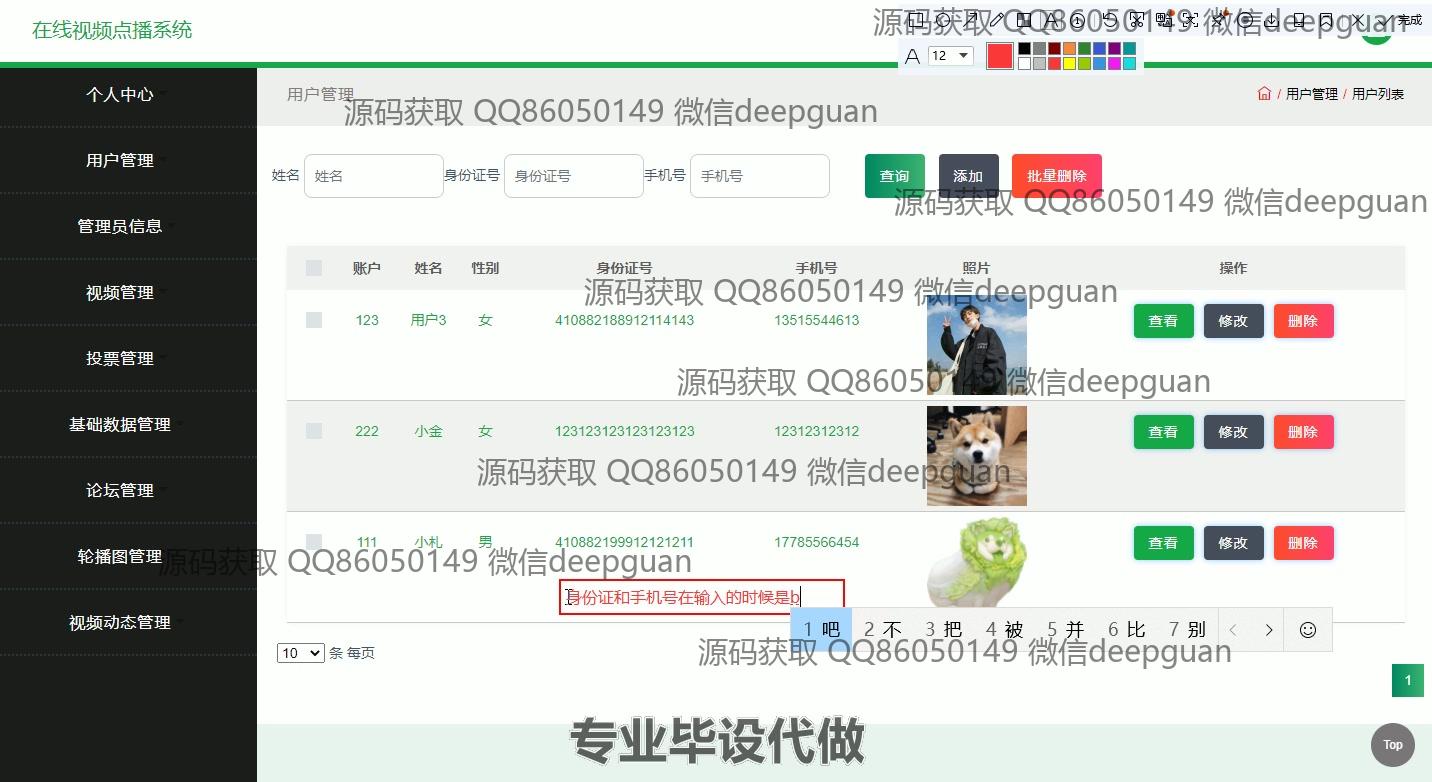 在线视频点播系统
源码获取 QQ86050149 微信deepguan
完成
A 12
个人中心
用户管理
管理员信息
视频管理
投票管理
基础数据管理
论坛管理
轮播图管理
视频动态管理
用户管理
/ 用户管理 / 用户列表
源码获取 QQ86050149 微信deepguan
姓名 姓名 身份证号 身份证号 手机号 手机号 查询 添加 批量删除
源码获取 QQ86050149 微信deepguan
账户 姓名 性别 身份证号 手机号 照片 操作
源码获取 QQ86050149 微信deepguan
123 用户3 女 410882188912114143 13515544613 查看 修改 删除
源码获取 QQ86050149 微信deepguan
222 小金 女 123123123123123123 12312312312 查看 修改 删除
源码获取 QQ86050149 微信deepguan
111 小札 男 410882199912121211 17785566454 查看 修改 删除
源码获取 QQ86050149 微信deepguan
身份证和手机号在输入的时候是b
1 吧 2 不 3 把 4 被 5 并 6 比 7 别
源码获取 QQ86050149 微信deepguan
10 条 每页
1
专业毕设代做
Top